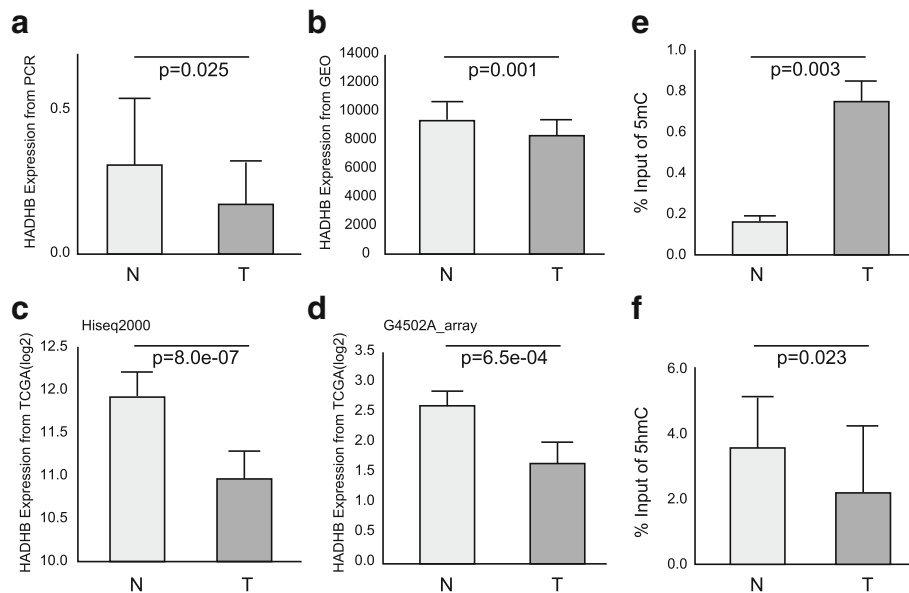 a
HADHB Expression from PCR
0.5
0.0
p=0.025
N T
b
HADHB Expression from GEO
14000
12000
10000
8000
6000
4000
2000
0
p=0.001
N T
e
% Input of 5mC
1.0
0.8
0.6
0.4
0.2
0.0
p=0.003
N T
c
Hiseq2000
HADHB Expression from TCGA(log2)
12.5
12.0
11.5
11.0
10.5
10.0
p=8.0e-07
N T
d
G4502A_array
HADHB Expression from TCGA(log2)
3.5
3.0
2.5
2.0
1.5
1.0
0.5
0.0
p=6.5e-04
N T
f
% Input of 5hmC
6.0
4.0
2.0
0.0
p=0.023
N T